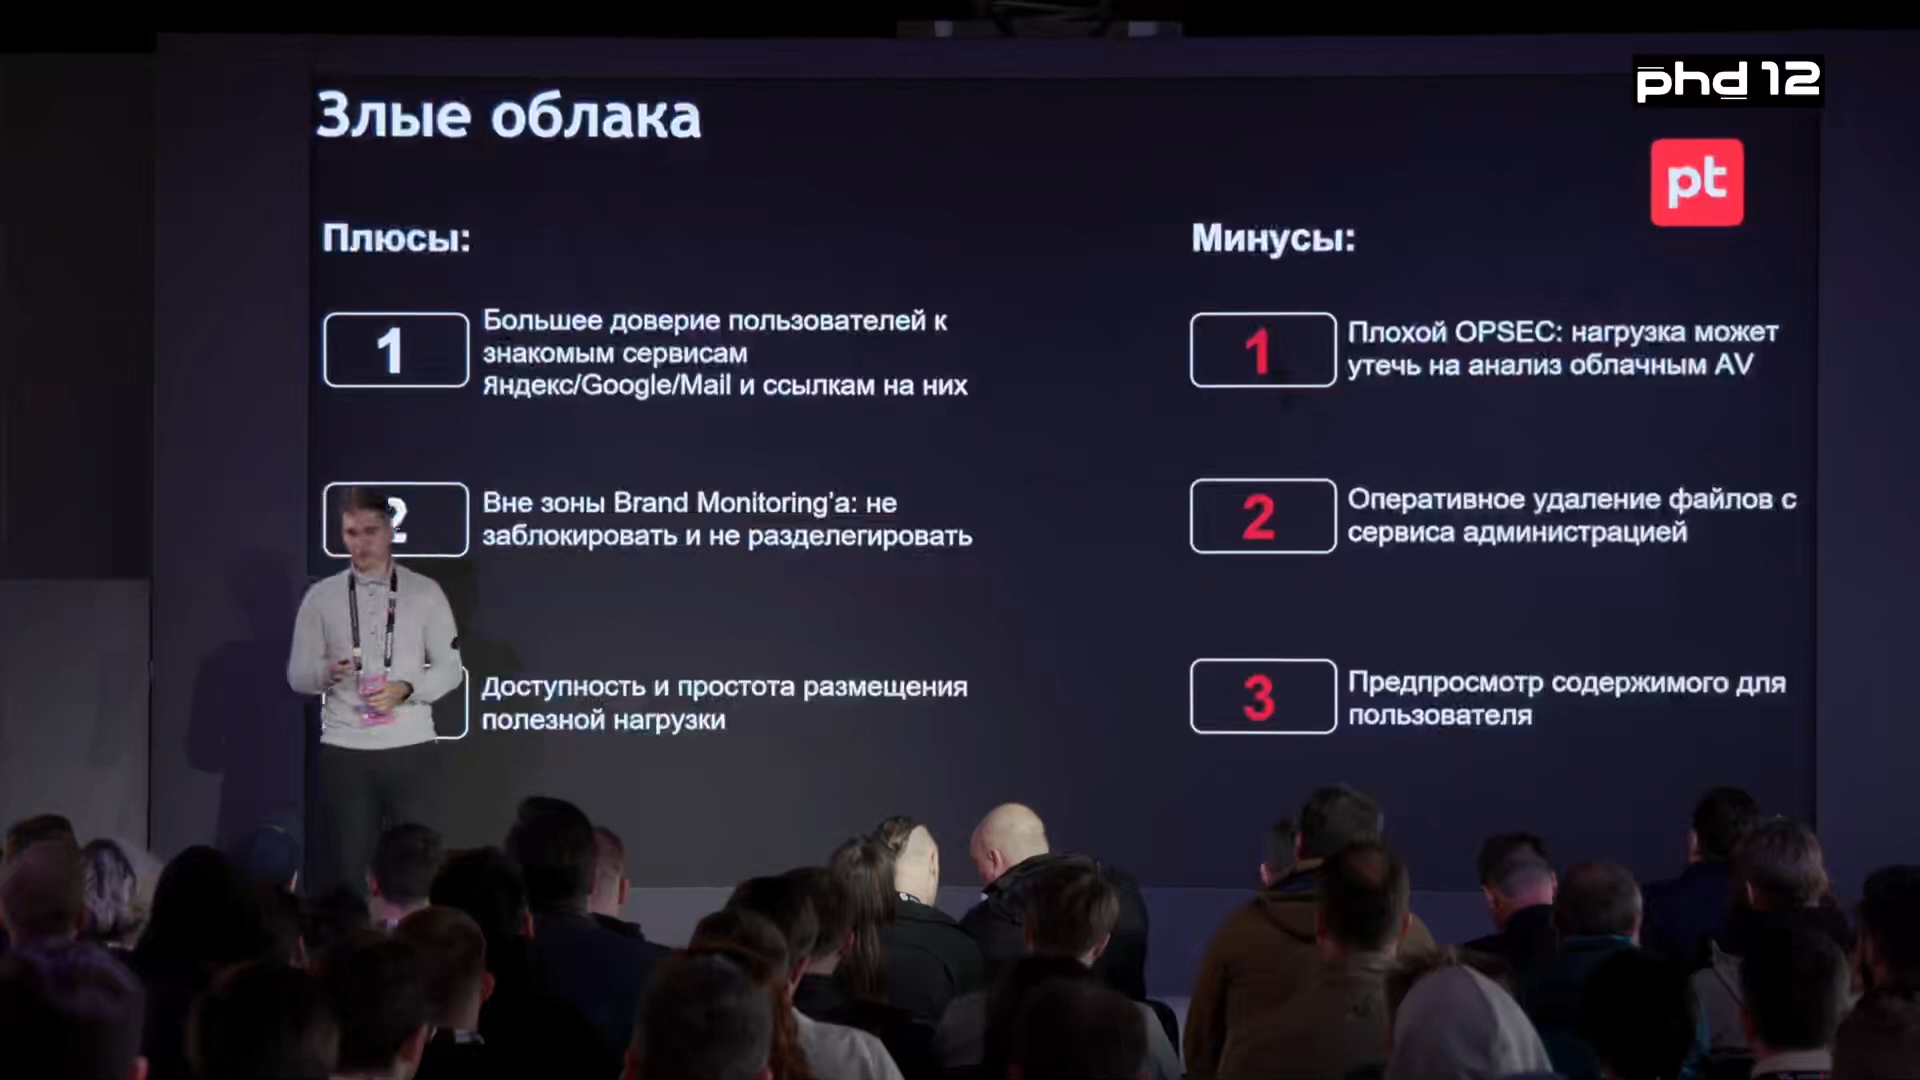 phd 12
Злые облака
pt
Плюсы:
1
Большее доверие пользователей к
знакомым сервисам
Яндекс/Google/Mail и ссылкам на них
2
Вне зоны Brand Monitoring'а: не
заблокировать и не разделегировать
Доступность и простота размещения
полезной нагрузки
Минусы:
1
Плохой OPSEC: нагрузка может
утечь на анализ облачным AV
2
Оперативное удаление файлов с
сервиса администрацией
3
Предпросмотр содержимого для
пользователя